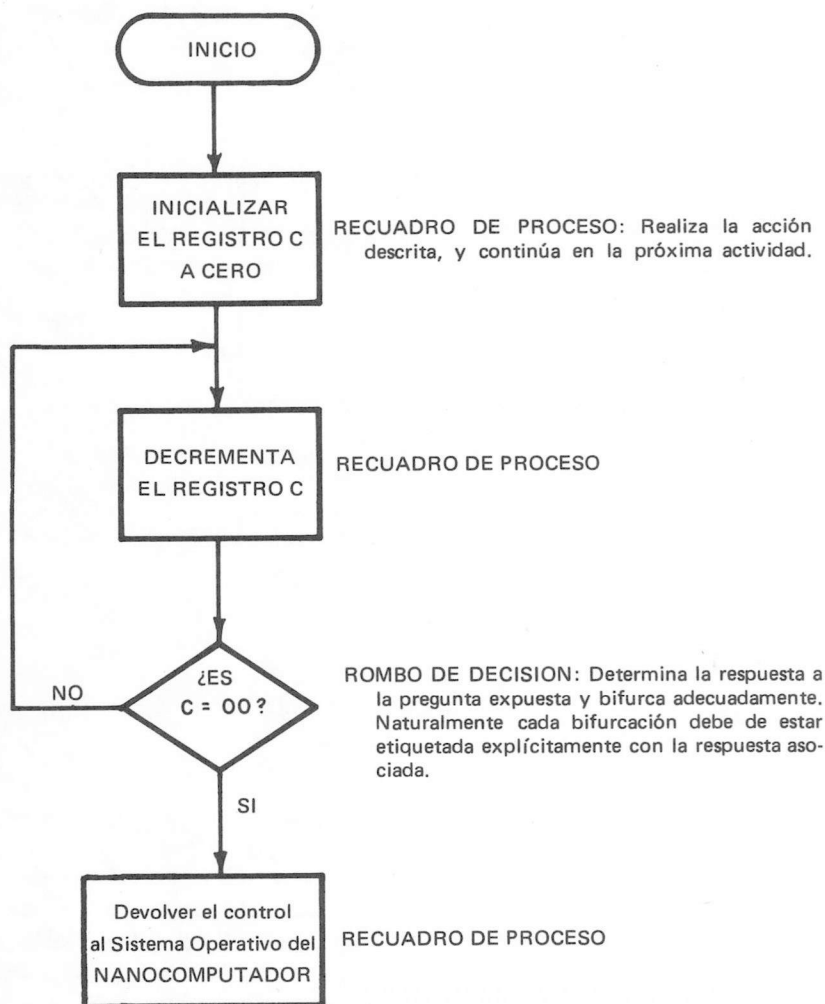 INICIO
INICIALIZAR
EL REGISTRO C
A CERO
RECUADRO DE PROCESO: Realiza la acción
descrita, y continúa en la próxima actividad.
DECREMENTA
EL REGISTRO C
RECUADRO DE PROCESO
¿ES
C = 00?
NO
ROMBO DE DECISION: Determina la respuesta a
la pregunta expuesta y bifurca adecuadamente.
Naturalmente cada bifurcación debe de estar
etiquetada explícitamente con la respuesta aso-
ciada.
SI
Devolver el control
al Sistema Operativo del
NANOCOMPUTADOR
RECUADRO DE PROCESO